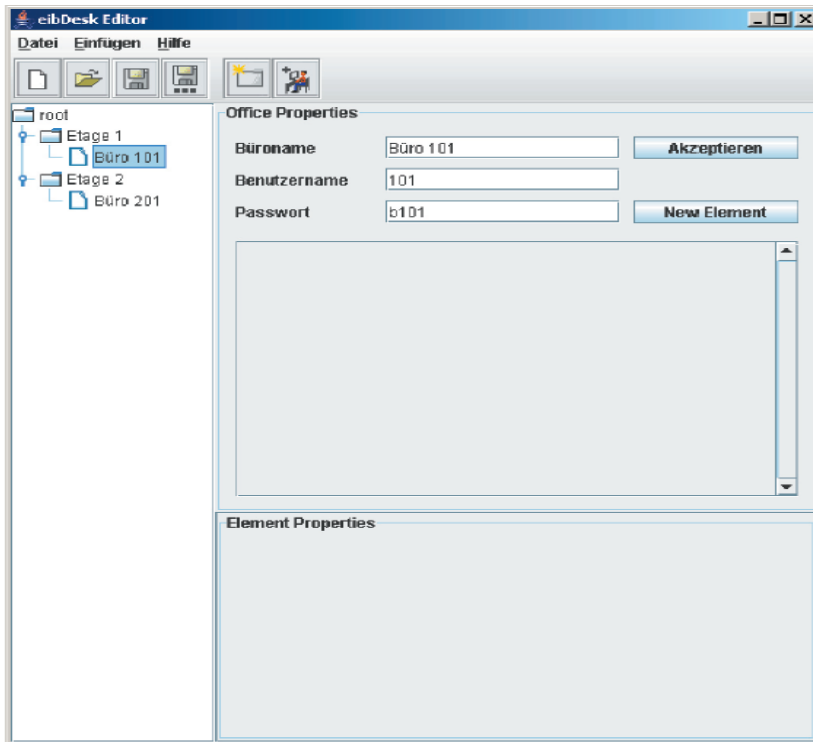 eibDesk Editor
Datei Einfügen Hilfe
root
Etage 1
Büro 101
Etage 2
Büro 201
Office Properties
Büroname Büro 101 Akzeptieren
Benutzername 101
Passwort b101 New Element
Element Properties